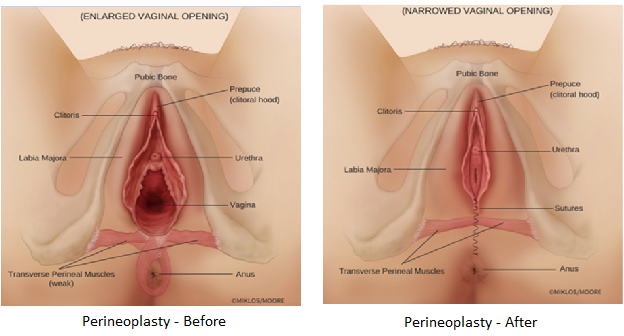 (ENLARGED VAGINAL OPENING)
Pubic Bone
Prepuce
(clitoral hood)
Clitoris
Labia Majora
Urethra
Vagina
Transverse Perineal Muscles
(weak)
Anus
©MIKLOS/MOORE
Perineoplasty - Before
(NARROWED VAGINAL OPENING)
Pubic Bone
Prepuce
(clitoral hood)
Clitoris
Urethra
Labia Majora
Sutures
Transverse Perineal Muscles
Anus
©MIKLOS/MOORE
Perineoplasty - After